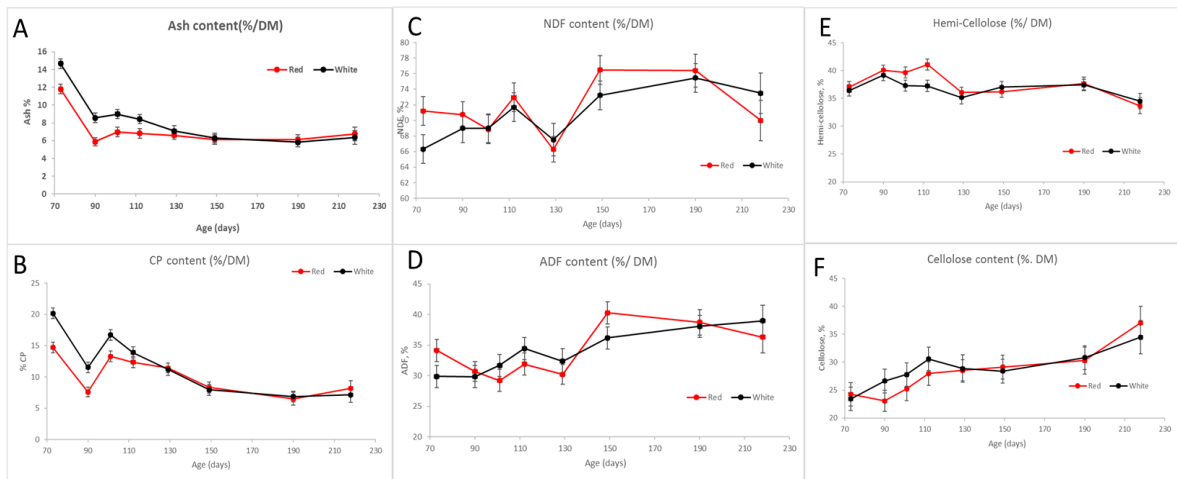 A
Ash content(%/DM)
Red White
Ash %
16
14
12
10
8
6
4
2
0
70 90 110 130 150 170 190 210 230
Age (days)
B
CP content (%/DM)
Red White
% CP
25
20
15
10
5
0
70 90 110 130 150 170 190 210 230
Age (days)
C
NDF content (%/DM)
NDF, %
80
78
76
74
72
70
68
66
64
62
60
Red White
70 90 110 130 150 170 190 210 230
Age (days)
D
ADF content (%/ DM)
ADF, %
45
40
35
30
25
20
Red White
70 90 110 130 150 170 190 210 230
Age (days)
E
Hemi-Cellolose (%/ DM)
Hemi-cellolose, %
45
40
35
30
25
20
Red White
70 90 110 130 150 170 190 210 230
Age (days)
F
Cellolose content (%. DM)
Cellolose, %
45
40
35
30
25
20
Red White
70 90 110 130 150 170 190 210 230
Age (days)